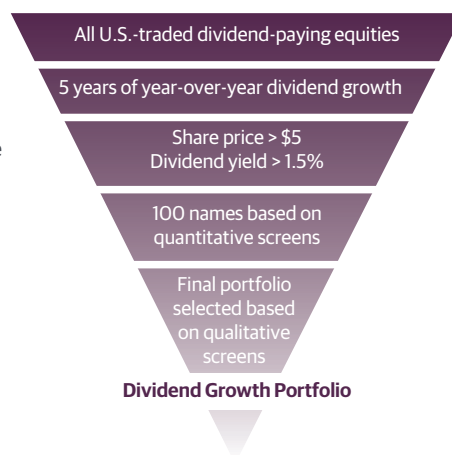 All U.S.-traded dividend-paying equities
5 years of year-over-year dividend growth
Share price > $5
Dividend yield > 1.5%
100 names based on
quantitative screens
Final portfolio
selected based
on qualitative
screens
Dividend Growth Portfolio